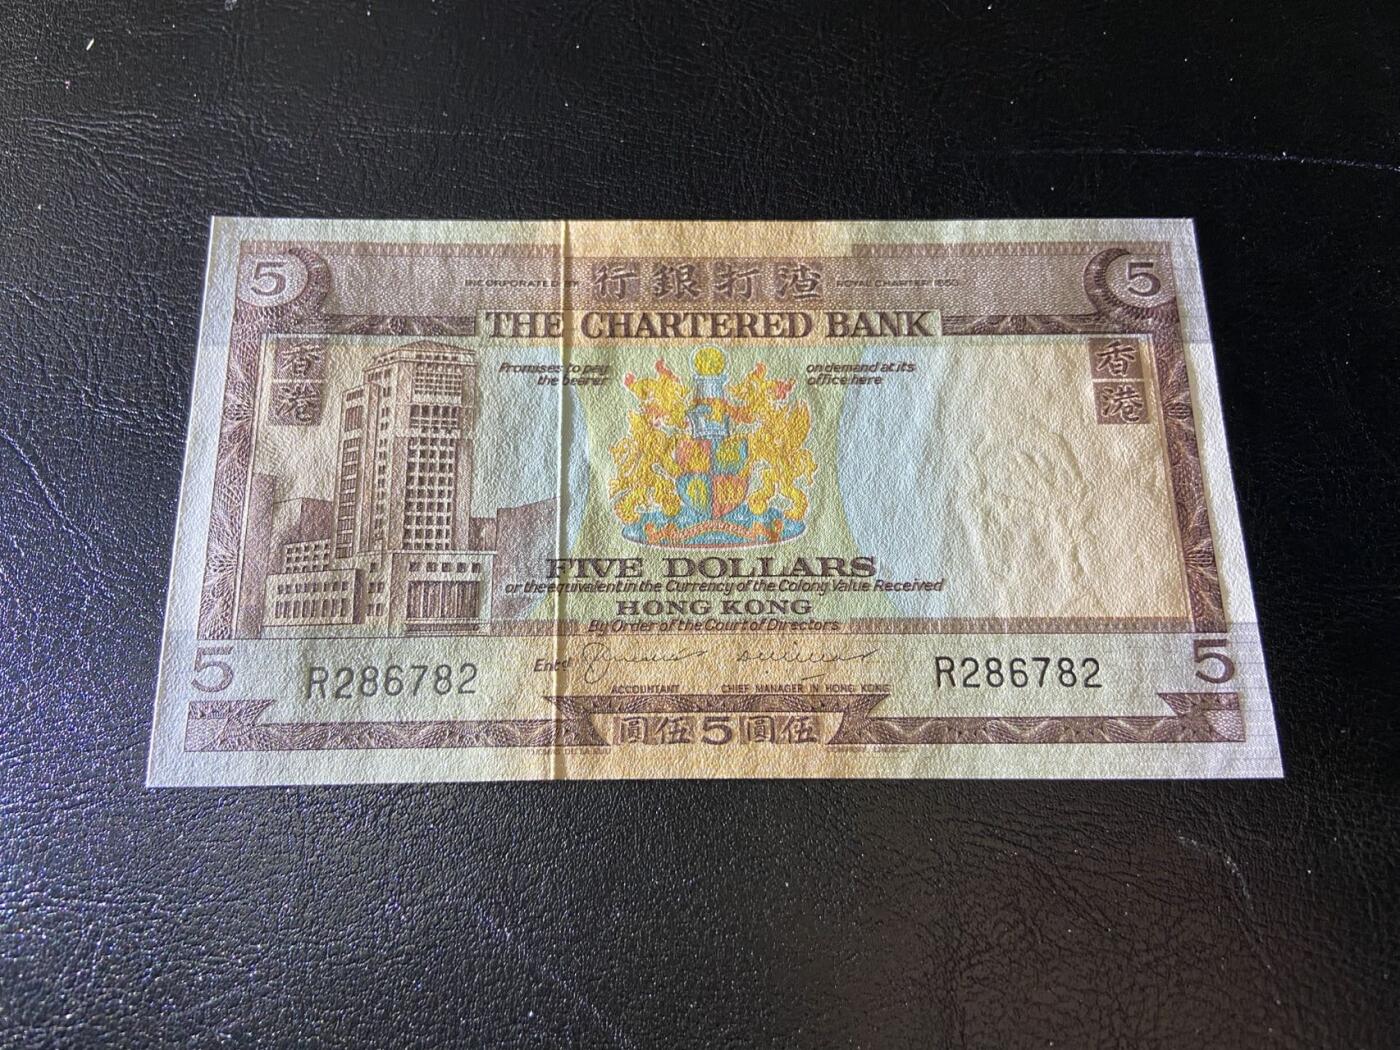 5
INCORPORATED BY
行銀打渣
ROYAL CHARTER 1853
5
THE CHARTERED BANK
香港
Promises to pay
the bearer
on demand at its
office here
香港
FIVE DOLLARS
or the equivalent in the Currency of the Colony Value Received
HONG KONG
By Order of the Court of Directors
5
R286782
Entd
R286782
5
ACCOUNTANT
CHIEF MANAGER IN HONG KONG
圓伍5圓伍